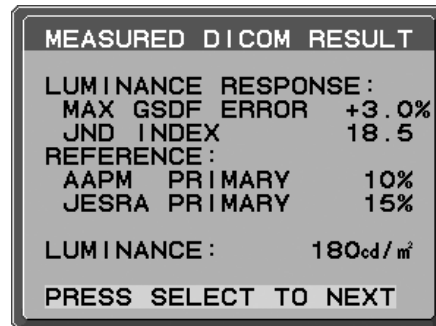 MEASURED DICOM RESULT
LUMINANCE RESPONSE:
MAX GSDF ERROR +3.0%
JND INDEX 18.5
REFERENCE:
AAPM PRIMARY 10%
JESRA PRIMARY 15%
LUMINANCE: 180cd/㎡
PRESS SELECT TO NEXT